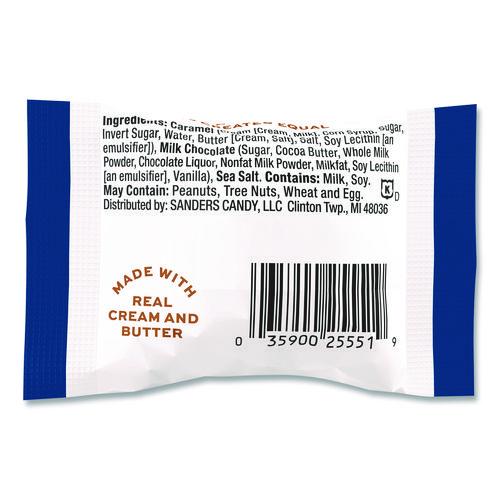 CREATED EQUAL
Ingredients: Caramel (Cream [Cream, Milk], Corn Syrup, Sugar,
Invert Sugar, Water, Butter [Cream, Salt], Salt, Soy Lecithin [an
emulsifier]), Milk Chocolate (Sugar, Cocoa Butter, Whole Milk
Powder, Chocolate Liquor, Nonfat Milk Powder, Milkfat, Soy Lecithin
[an emulsifier], Vanilla), Sea Salt. Contains: Milk, Soy.
May Contain: Peanuts, Tree Nuts, Wheat and Egg.
Distributed by: SANDERS CANDY, LLC Clinton Twp., MI 48036
K D
MADE WITH
REAL
CREAM AND
BUTTER
0 35900 25551 9